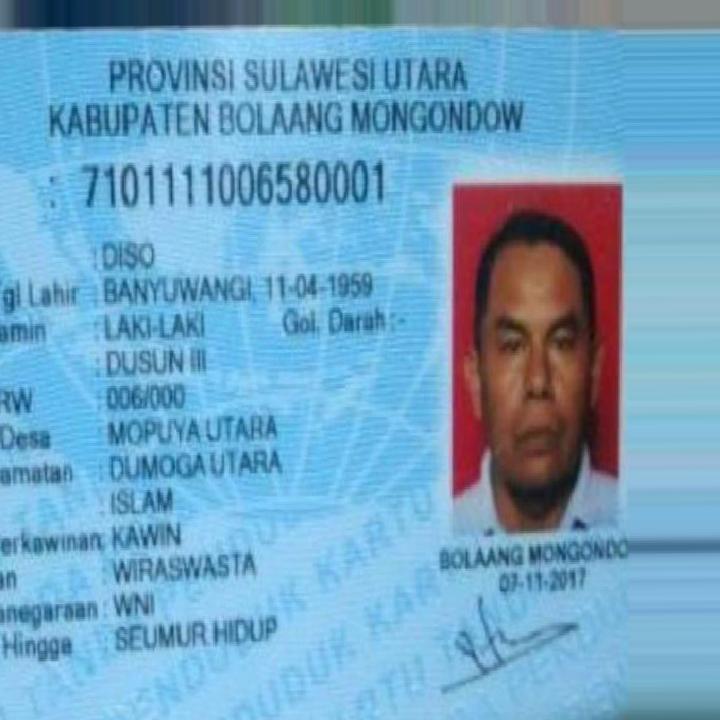 PROVINSI SULAWESI UTARA
KABUPATEN BOLAANG MONGONDOW
: 7101111006580001
: DISO
gl Lahir : BANYUWANGI, 11-04-1959
amin : LAKI-LAKI Gol. Darah : -
: DUSUN III
RW : 006/000
Desa : MOPUYA UTARA
amatan : DUMOGA UTARA
: ISLAM
erkawinan: KAWIN
an : WIRASWASTA
anegaraan : WNI
Hingga : SEUMUR HIDUP
BOLAANG MONGONDO
07-11-2017